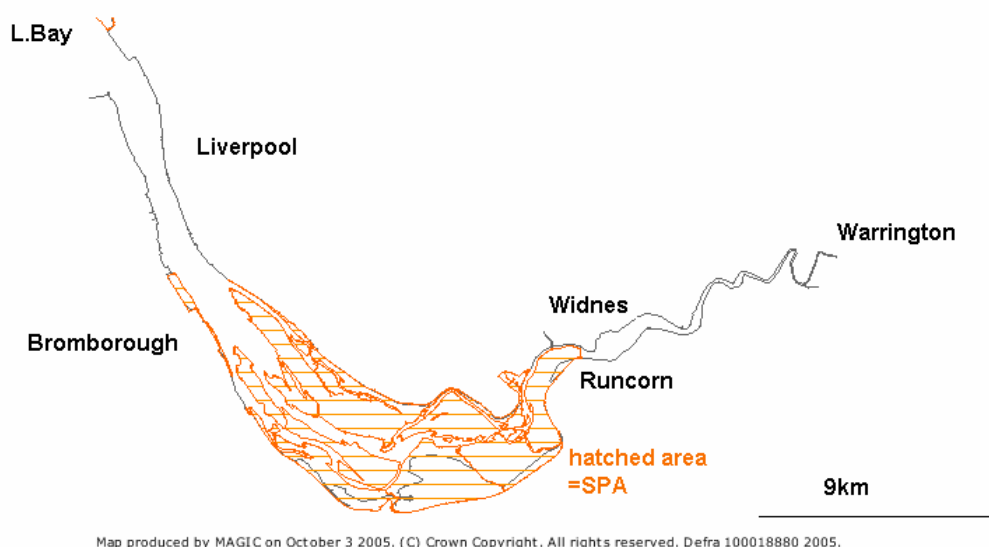 L.Bay
Liverpool
Warrington
Widnes
Bromborough
Runcorn
hatched area
=SPA
9km
Map produced by MAGIC on October 3 2005. (C) Crown Copyright. All rights reserved. Defra 100018880 2005.